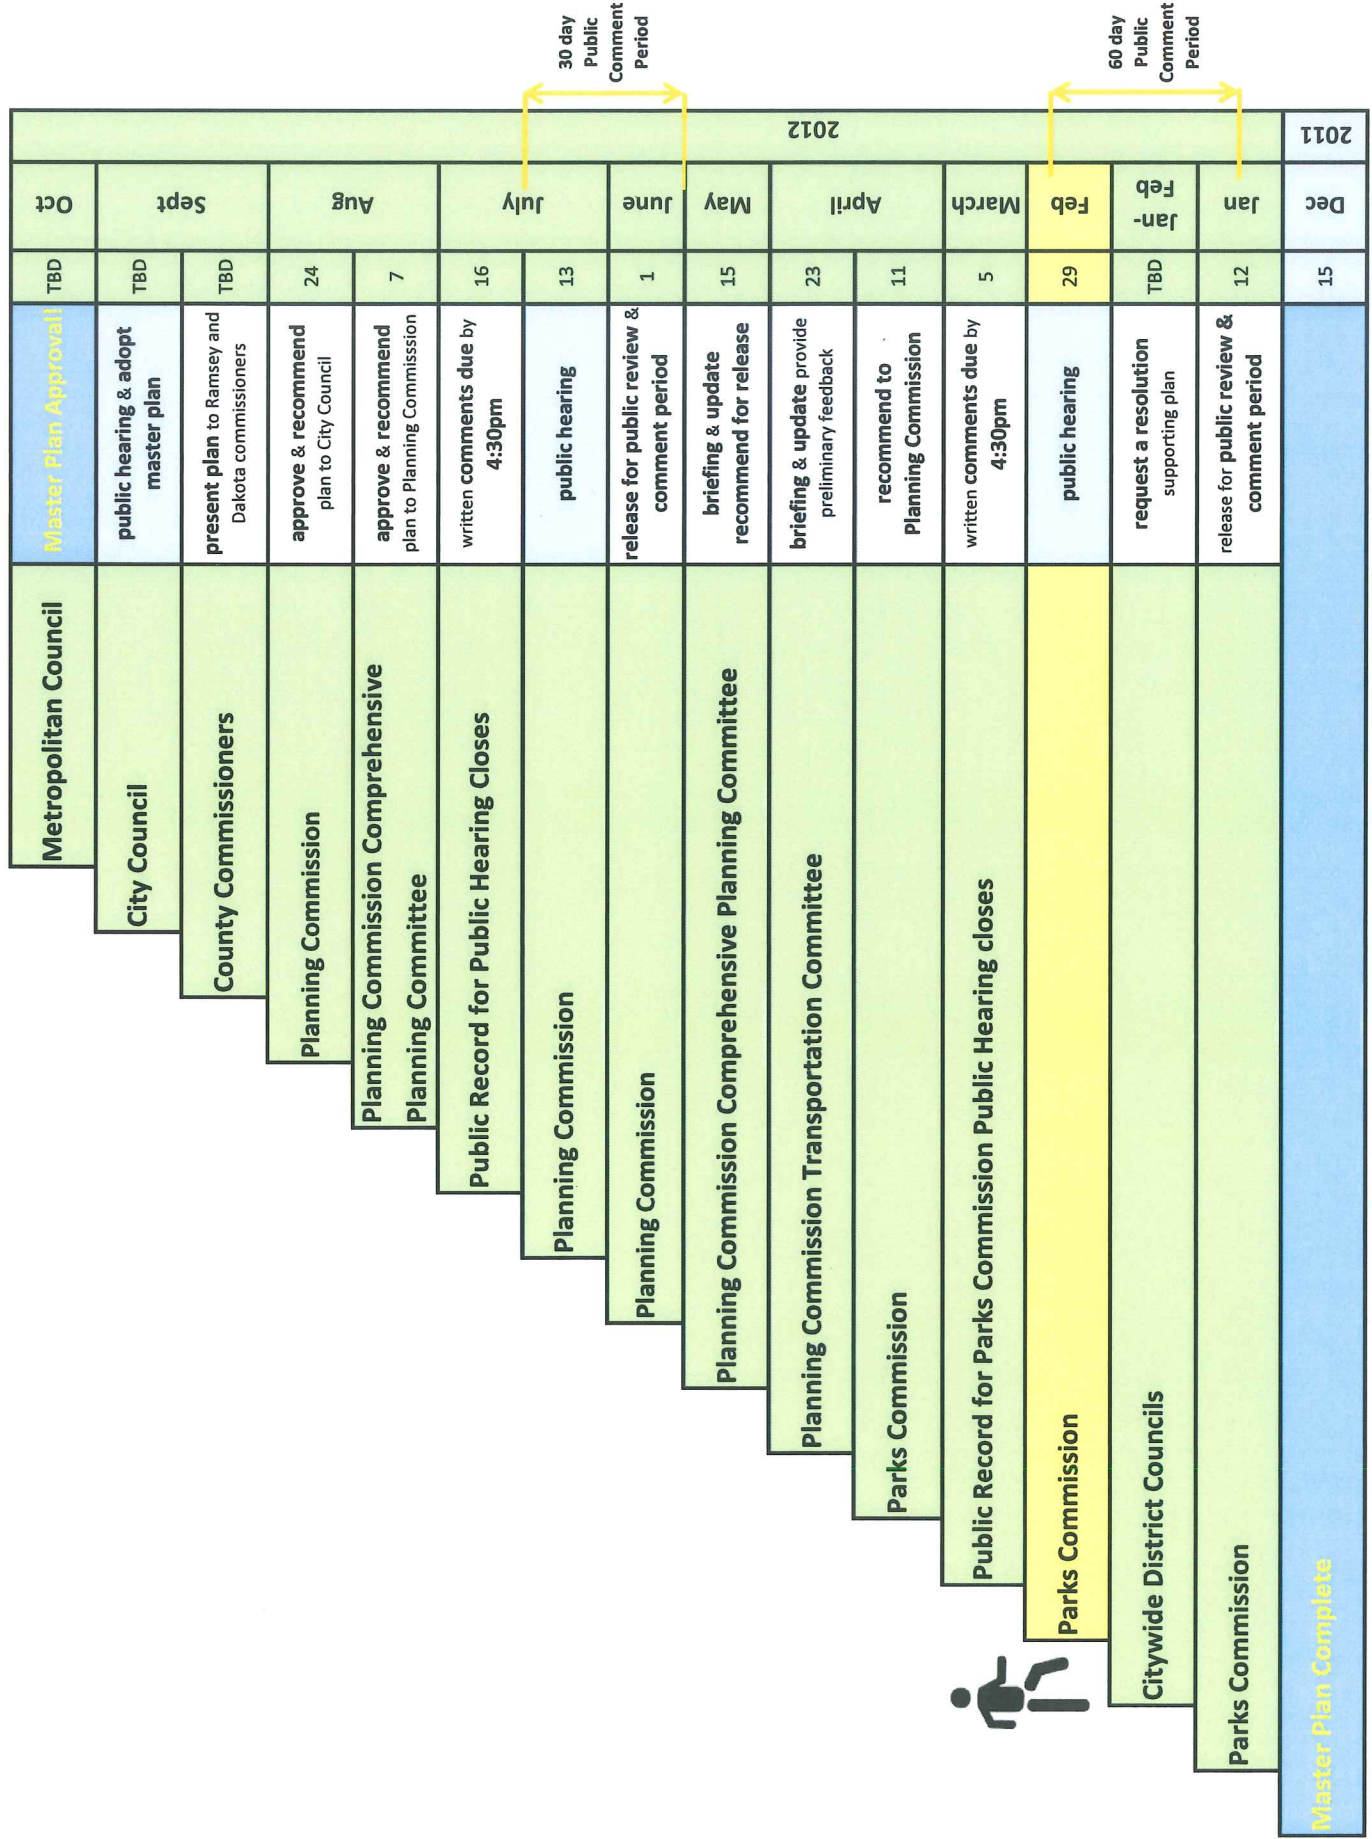 Metropolitan Council
Master Plan Approval!
TBD
Oct
2012
City Council
public hearing & adopt
master plan
TBD
Sept
County Commissioners
present plan to Ramsey and
Dakota commissioners
TBD
Planning Commission
approve & recommend
plan to City Council
24
Aug
Planning Commission Comprehensive
Planning Committee
approve & recommend
plan to Planning Commisssion
7
Public Record for Public Hearing Closes
written comments due by
4:30pm
16
July
Planning Commission
public hearing
13
30 day
Public
Comment
Period
Planning Commission
release for public review &
comment period
1
June
Planning Commission Comprehensive Planning Committee
briefing & update
recommend for release
15
May
Planning Commission Transportation Committee
briefing & update provide
preliminary feedback
23
April
Parks Commission
recommend to
Planning Commission
11
Public Record for Parks Commission Public Hearing closes
written comments due by
4:30pm
5
March
Parks Commission
public hearing
29
Feb
60 day
Public
Comment
Period
Citywide District Councils
request a resolution
supporting plan
TBD
Jan-
Feb
Parks Commission
release for public review &
comment period
12
Jan
Master Plan Complete
15
Dec
2011